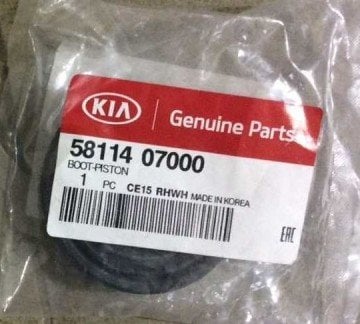 KIA Genuine Parts
58114 07000
BOOT-PISTON
1 PC CE15 RHWH MADE IN KOREA
EAC